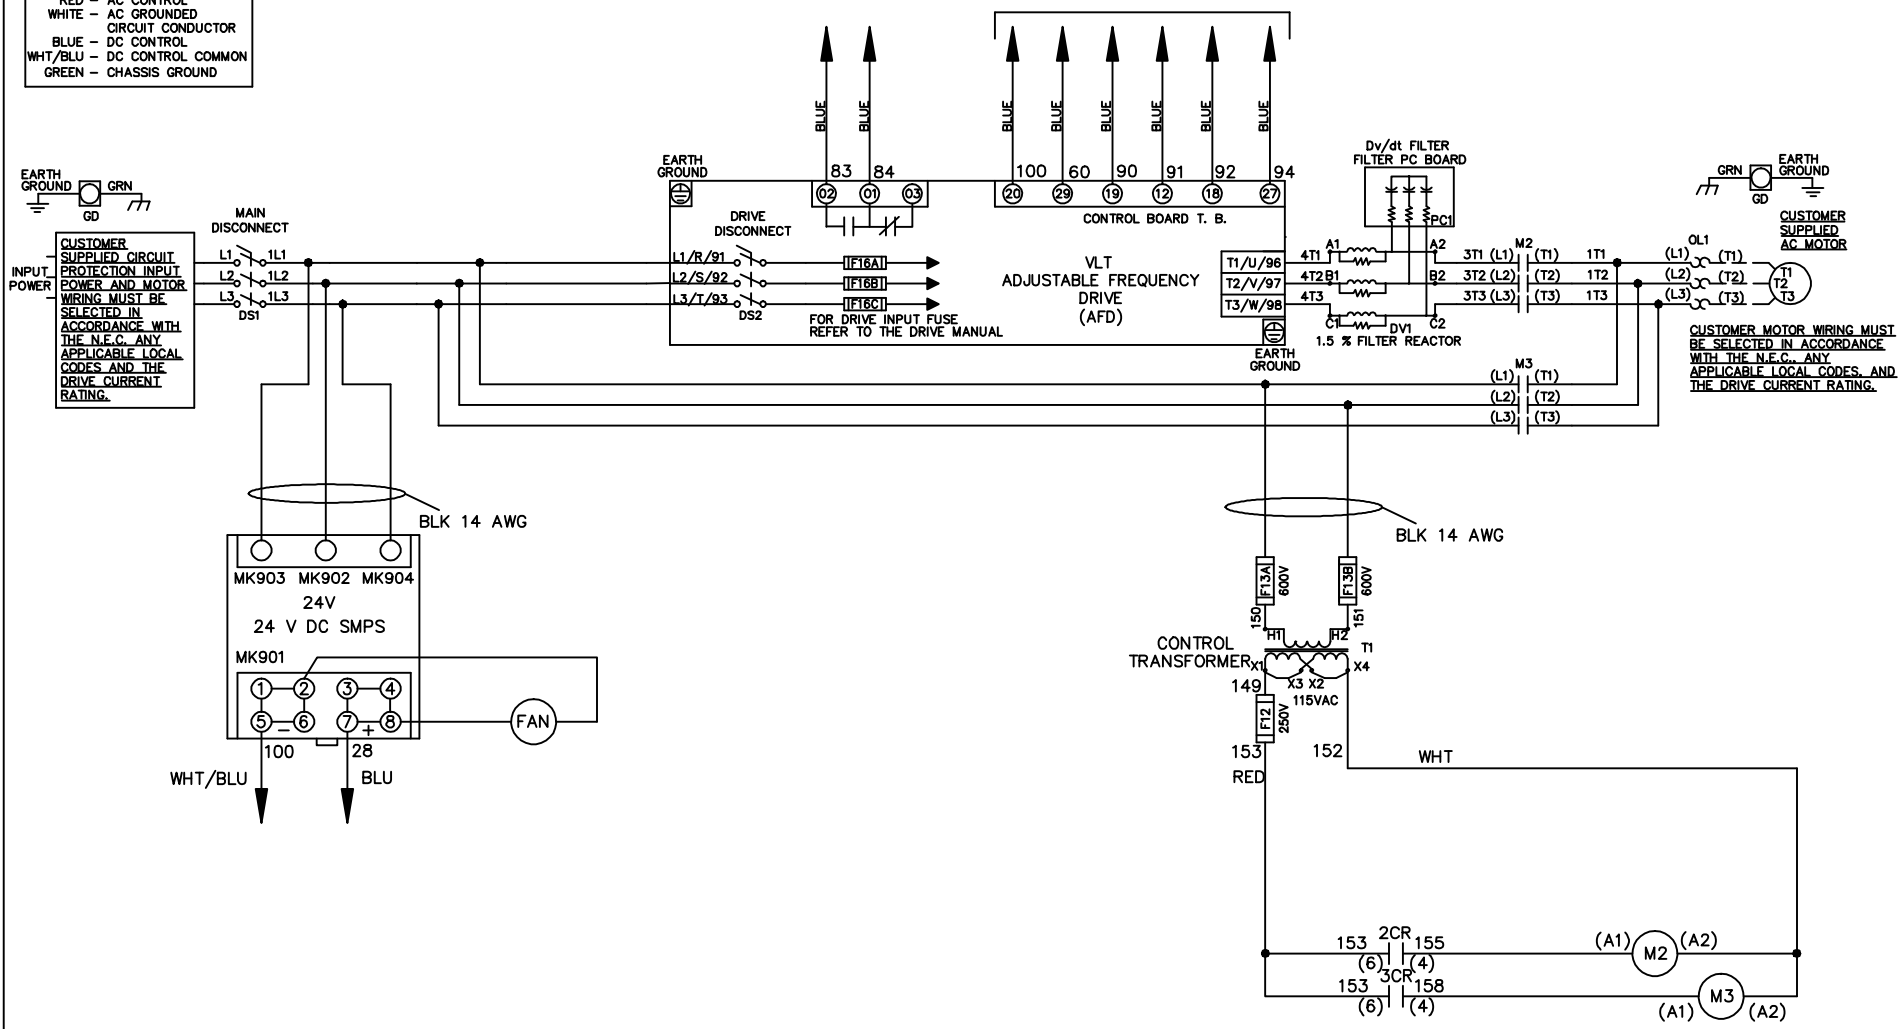 RED – AC CONTROL
WHITE – AC GROUNDED
CIRCUIT CONDUCTOR
BLUE – DC CONTROL
WHT/BLU – DC CONTROL COMMON
GREEN – CHASSIS GROUND
BLUE
BLUE
BLUE
BLUE
BLUE
BLUE
BLUE
BLUE
EARTH
GROUND
GRN
GD
MAIN
DISCONNECT
INPUT
POWER
CUSTOMER
SUPPLIED CIRCUIT
PROTECTION INPUT
POWER AND MOTOR
WIRING MUST BE
SELECTED IN
ACCORDANCE WITH
THE N.E.C. ANY
APPLICABLE LOCAL
CODES AND THE
DRIVE CURRENT
RATING.
L1 1L1
L2 1L2
L3 1L3
DS1
EARTH
GROUND
83 84
02 01 03
100 60 90 91 92 94
20 29 19 12 18 27
CONTROL BOARD T. B.
DRIVE
DISCONNECT
L1/R/91
L2/S/92
L3/T/93
DS2
F16A
F16B
F16C
FOR DRIVE INPUT FUSE
REFER TO THE DRIVE MANUAL
VLT
ADJUSTABLE FREQUENCY
DRIVE
(AFD)
T1/U/96
T2/V/97
T3/W/98
EARTH
GROUND
Dv/dt FILTER
FILTER PC BOARD
PC1
4T1 A1 A2
4T2 B1 B2
4T3 C1 C2
DV1
1.5 % FILTER REACTOR
M2
3T1 (L1) (T1) 1T1
3T2 (L2) (T2) 1T2
3T3 (L3) (T3) 1T3
OL1
(L1) (T1)
(L2) (T2)
(L3) (T3)
T1
T2
T3
GRN
EARTH
GROUND
GD
CUSTOMER
SUPPLIED
AC MOTOR
CUSTOMER MOTOR WIRING MUST
BE SELECTED IN ACCORDANCE
WITH THE N.E.C., ANY
APPLICABLE LOCAL CODES, AND
THE DRIVE CURRENT RATING.
M3
(L1) (T1)
(L2) (T2)
(L3) (T3)
BLK 14 AWG
MK903 MK902 MK904
24V
24 V DC SMPS
MK901
1 2 3 4
5 – 6 7 + 8
FAN
100 28
WHT/BLU BLU
BLK 14 AWG
F13A 600V
F13B 600V
150 151
H1 H2
T1
CONTROL
TRANSFORMER
X1 X4
X3 X2
115VAC
149
F12 250V
153 152
RED
WHT
2CR
153 155
(6) (4)
(A1) M2 (A2)
3CR
153 158
(6) (4)
(A1) M3 (A2)